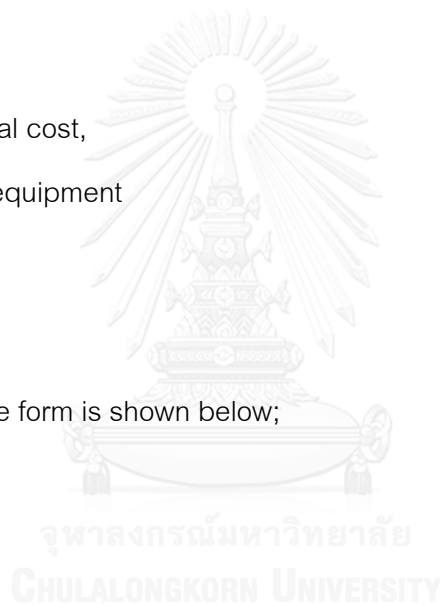 al cost,
equipment
e form is shown below;
จุฬาลงกรณ์มหาวิทยาลัย
CHULALONGKORN UNIVERSITY